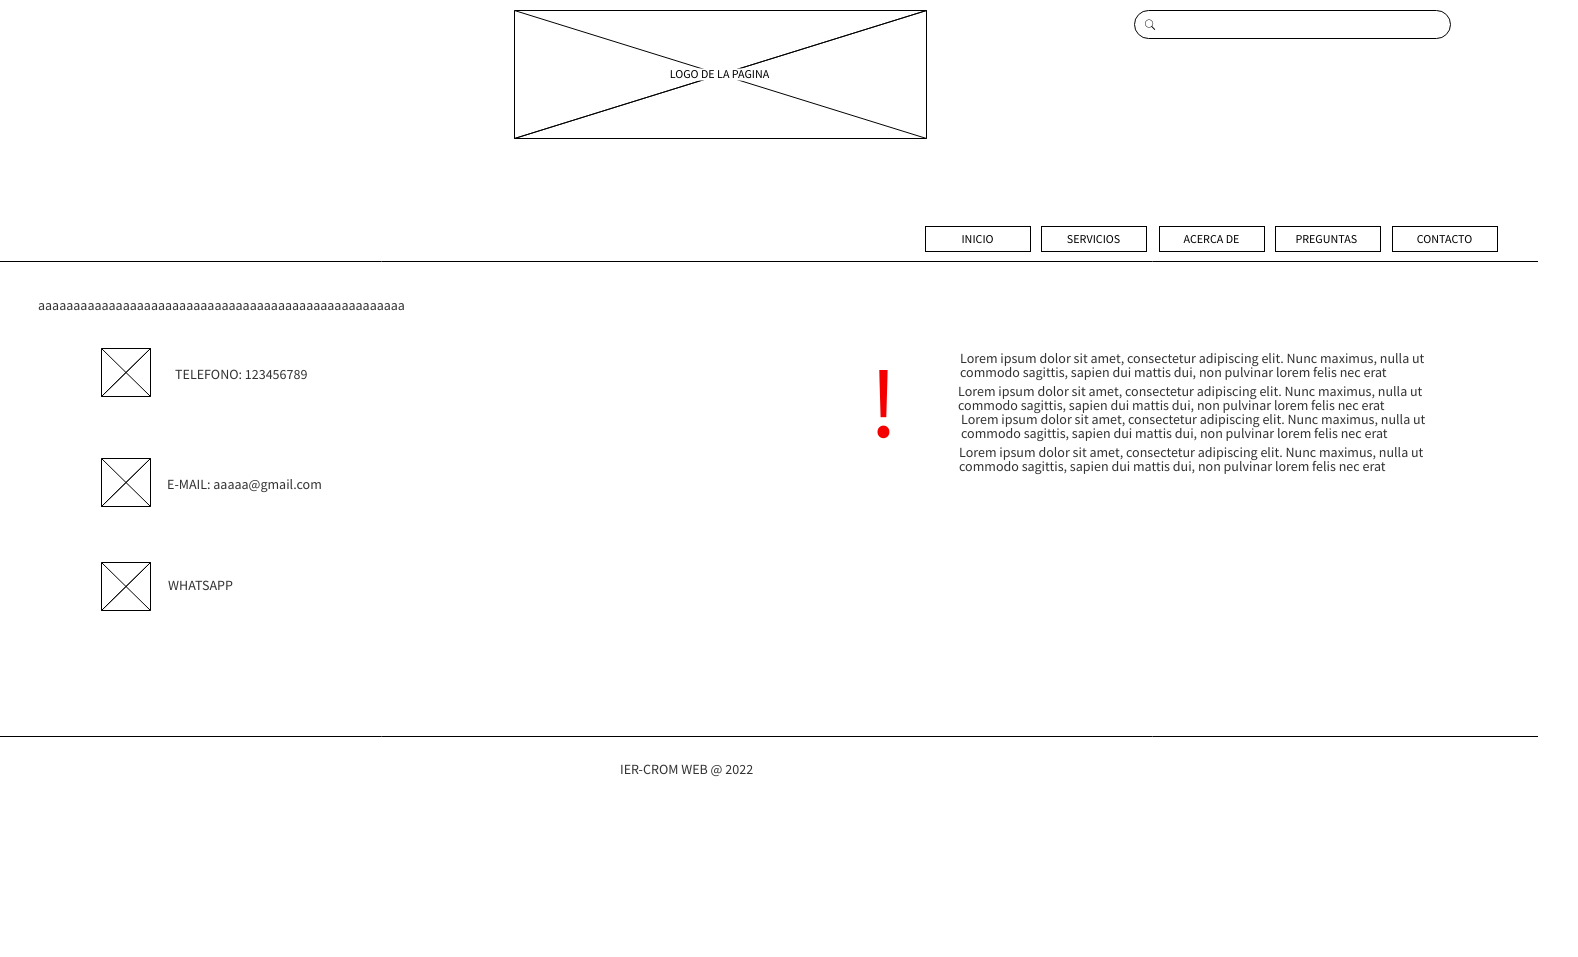 LOGO DE LA PAGINA
INICIO
SERVICIOS
ACERCA DE
PREGUNTAS
CONTACTO
aaaaaaaaaaaaaaaaaaaaaaaaaaaaaaaaaaaaaaaaaaaaaaaaaaaa
TELEFONO: 123456789
E-MAIL: aaaaa@gmail.com
WHATSAPP
!
Lorem ipsum dolor sit amet, consectetur adipiscing elit. Nunc maximus, nulla ut
commodo sagittis, sapien dui mattis dui, non pulvinar lorem felis nec erat
Lorem ipsum dolor sit amet, consectetur adipiscing elit. Nunc maximus, nulla ut
commodo sagittis, sapien dui mattis dui, non pulvinar lorem felis nec erat
Lorem ipsum dolor sit amet, consectetur adipiscing elit. Nunc maximus, nulla ut
commodo sagittis, sapien dui mattis dui, non pulvinar lorem felis nec erat
Lorem ipsum dolor sit amet, consectetur adipiscing elit. Nunc maximus, nulla ut
commodo sagittis, sapien dui mattis dui, non pulvinar lorem felis nec erat
IER-CROM WEB @ 2022